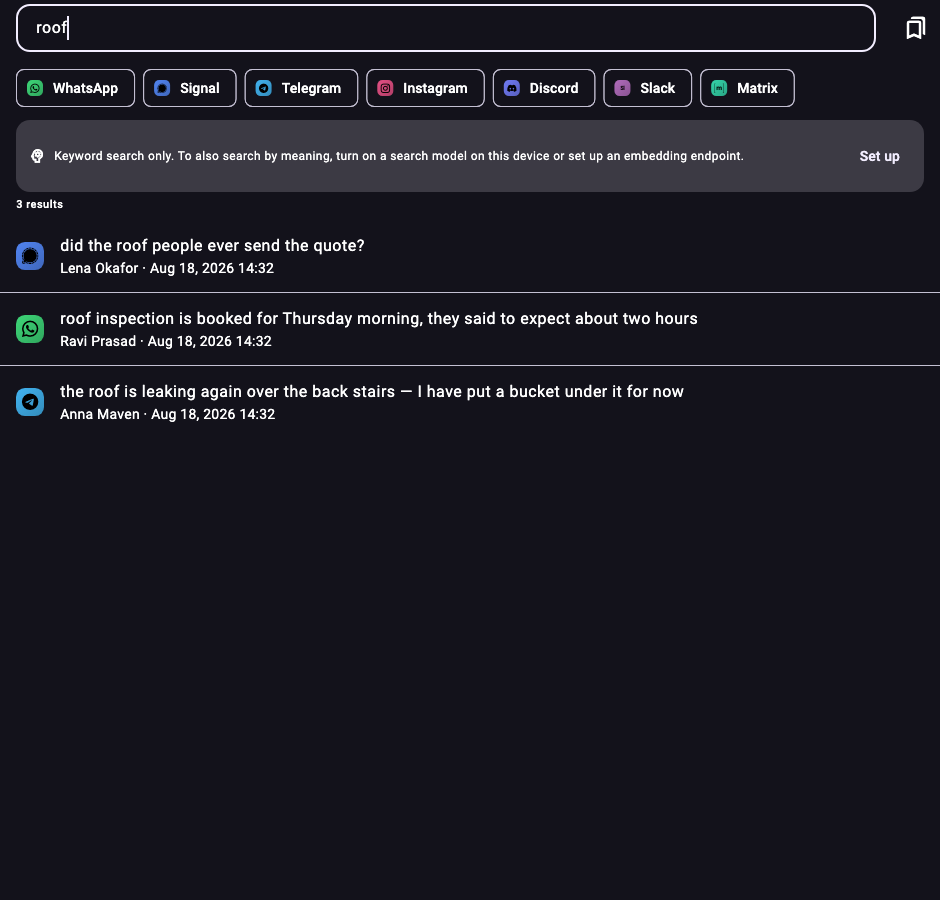 roof
WhatsApp
Signal
Telegram
Instagram
Discord
Slack
Matrix
Keyword search only. To also search by meaning, turn on a search model on this device or set up an embedding endpoint.
Set up
3 results
did the roof people ever send the quote?
Lena Okafor · Aug 18, 2026 14:32
roof inspection is booked for Thursday morning, they said to expect about two hours
Ravi Prasad · Aug 18, 2026 14:32
the roof is leaking again over the back stairs — I have put a bucket under it for now
Anna Maven · Aug 18, 2026 14:32